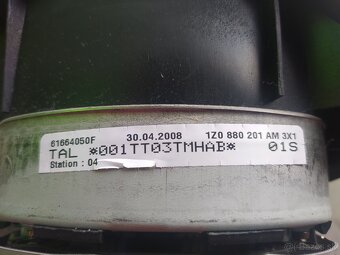 61664050F 30.04.2008 1Z0 880 201 AM 3X1
TAL *001TT03TMHAB* 01S
Station : 04